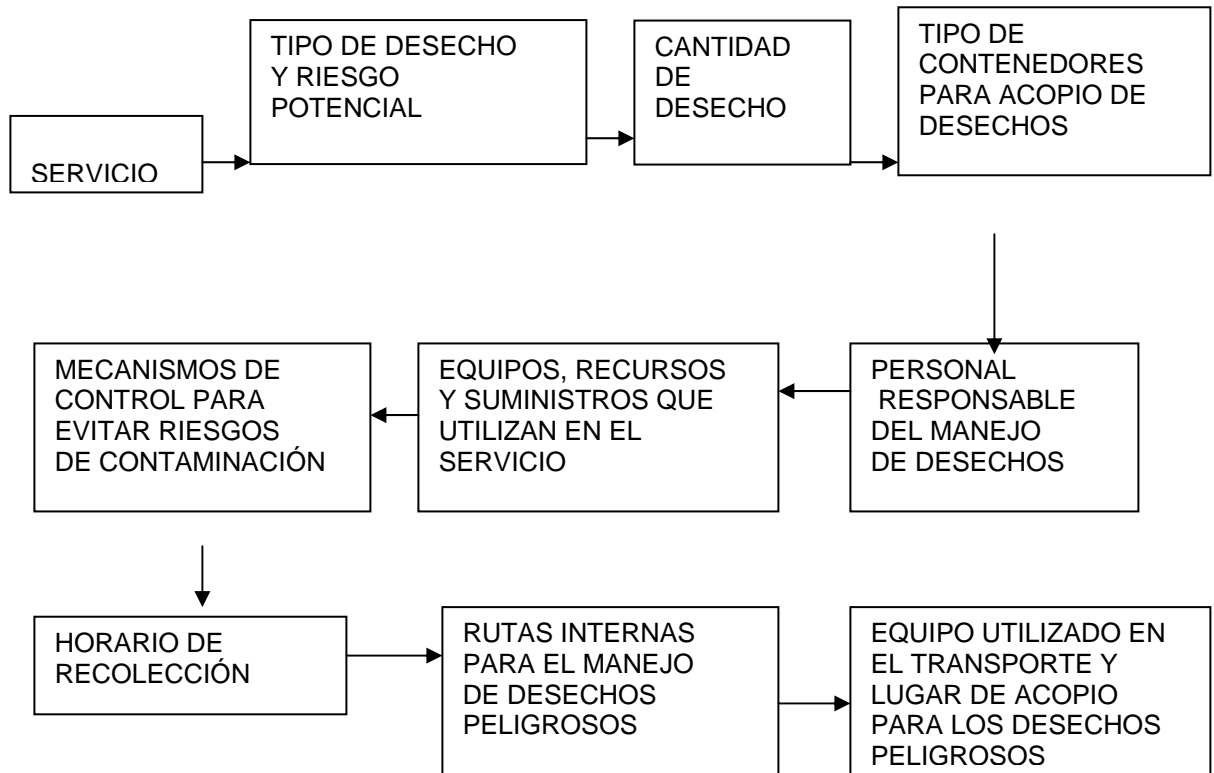 SERVICIO
TIPO DE DESECHO
Y RIESGO
POTENCIAL
CANTIDAD
DE
DESECHO
TIPO DE
CONTENEDORES
PARA ACOPIO DE
DESECHOS
PERSONAL
RESPONSABLE
DEL MANEJO
DE DESECHOS
EQUIPOS, RECURSOS
Y SUMINISTROS QUE
UTILIZAN EN EL
SERVICIO
MECANISMOS DE
CONTROL PARA
EVITAR RIESGOS
DE CONTAMINACIÓN
HORARIO DE
RECOLECCIÓN
RUTAS INTERNAS
PARA EL MANEJO
DE DESECHOS
PELIGROSOS
EQUIPO UTILIZADO EN
EL TRANSPORTE Y
LUGAR DE ACOPIO
PARA LOS DESECHOS
PELIGROSOS